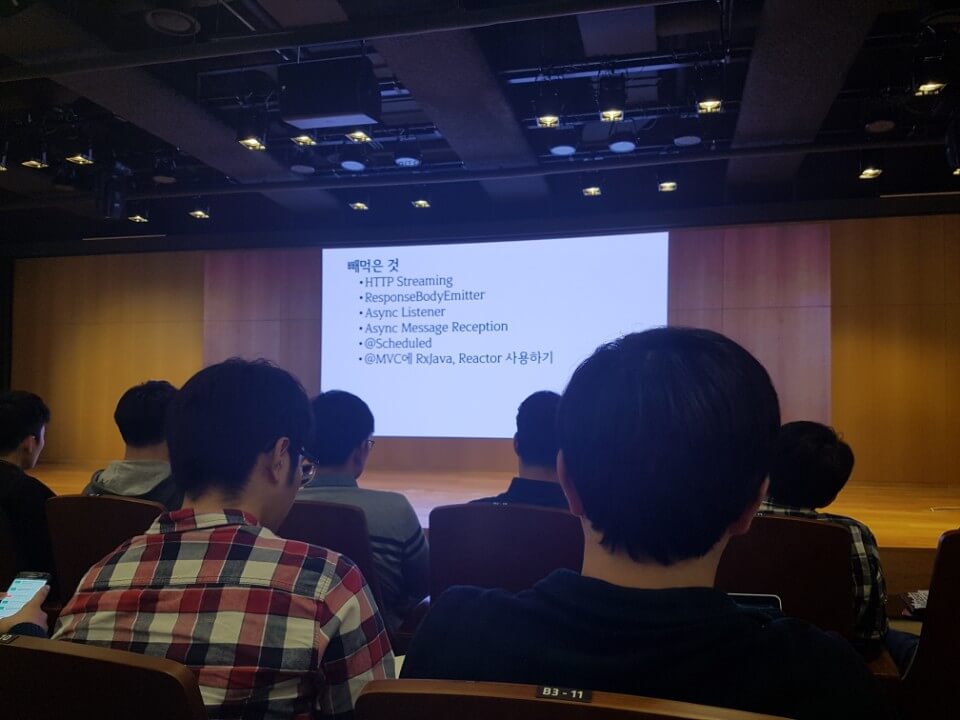 빼먹은 것
• HTTP Streaming
• ResponseBodyEmitter
• Async Listener
• Async Message Reception
• @Scheduled
• @MVC에 RxJava, Reactor 사용하기
B3 - 11